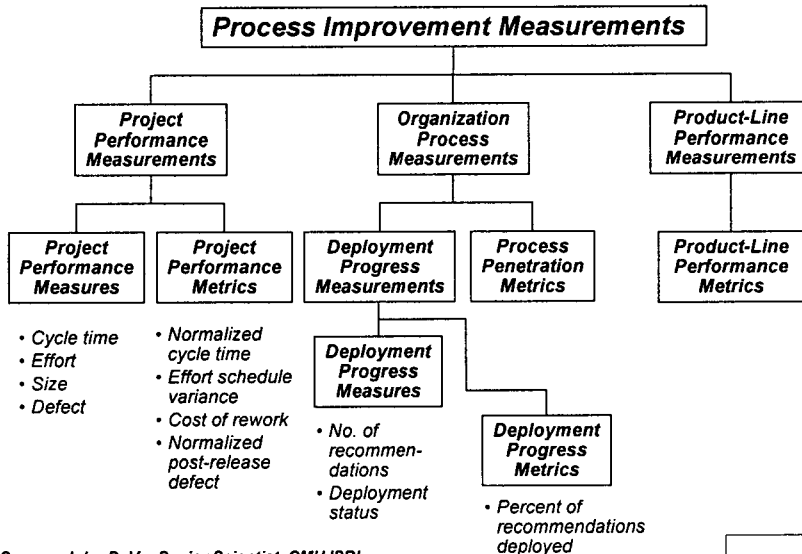 Process Improvement Measurements
Project
Performance
Measurements
Organization
Process
Measurements
Product-Line
Performance
Measurements
Project
Performance
Measures
Project
Performance
Metrics
Deployment
Progress
Measurements
Process
Penetration
Metrics
Product-Line
Performance
Metrics
• Cycle time
• Effort
• Size
• Defect
• Normalized
cycle time
• Effort schedule
variance
• Cost of rework
• Normalized
post-release
defect
Deployment
Progress
Measures
• No. of
recommen-
dations
• Deployment
status
Deployment
Progress
Metrics
• Percent of
recommendations
deployed